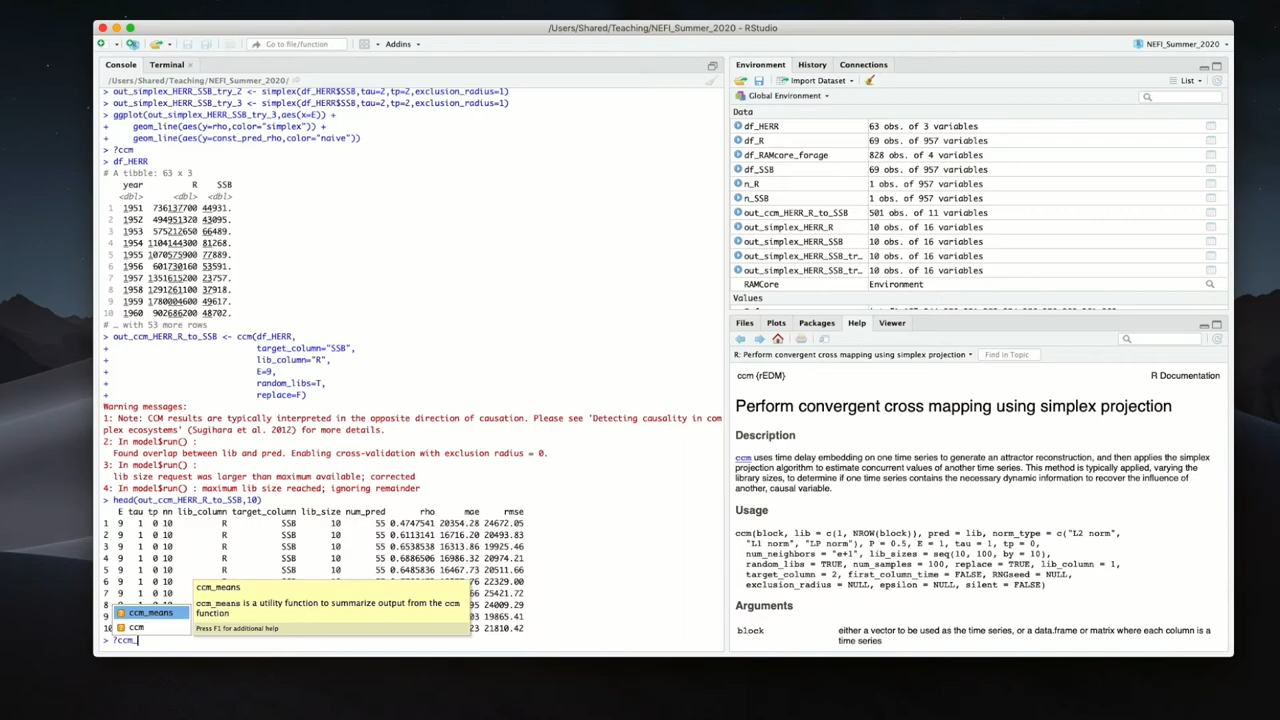 /Users/Shared/Teaching/NEFI_Summer_2020 - RStudio
Go to file/function
Addins
NEFI_Summer_2020
Console
Terminal
/Users/Shared/Teaching/NEFI_Summer_2020/
> out_simplex_HERR_SSB_try_2 <- simplex(df_HERR$SSB,tau=2,tp=2,exclusion_radius=1)
> out_simplex_HERR_SSB_try_3 <- simplex(df_HERR$SSB,tau=2,tp=2,exclusion_radius=1)
> ggplot(out_simplex_HERR_SSB_try_3,aes(x=E)) +
+ geom_line(aes(y=rho,color="simplex")) +
+ geom_line(aes(y=const_pred_rho,color="naive"))
> ?ccm
> df_HERR
# A tibble: 63 x 3
year R SSB
<dbl> <dbl> <dbl>
1 1951 736137700 44931.
2 1952 494951320 43095.
3 1953 575212650 66489.
4 1954 1104144300 81268.
5 1955 1070575900 77889.
6 1956 601730160 53591.
7 1957 1351615200 23757.
8 1958 1291261100 37918.
9 1959 1780004600 49617.
10 1960 902686200 48702.
# … with 53 more rows
> out_ccm_HERR_R_to_SSB <- ccm(df_HERR,
+ target_column="SSB",
+ lib_column="R",
+ E=9,
+ random_libs=T,
+ replace=F)
Warning messages:
1: Note: CCM results are typically interpreted in the opposite direction of causation. Please see 'Detecting causality in com
plex ecosystems' (Sugihara et al. 2012) for more details.
2: In model$run() :
Found overlap between lib and pred. Enabling cross-validation with exclusion radius = 0.
3: In model$run() :
lib size request was larger than maximum available; corrected
4: In model$run() : maximum lib size reached; ignoring remainder
> head(out_ccm_HERR_R_to_SSB,10)
E tau tp nn lib_column target_column lib_size num_pred rho mae rmse
1 9 1 0 10 R SSB 10 55 0.4747541 20354.28 24672.05
2 9 1 0 10 R SSB 10 55 0.6113141 16716.20 20493.83
3 9 1 0 10 R SSB 10 55 0.6538538 16313.86 19925.46
4 9 1 0 10 R SSB 10 55 0.6886506 16986.32 20974.21
5 9 1 0 10 R SSB 10 55 0.6485836 16467.73 20511.66
6 9 76 22329.00
7 9 66 25421.72
8 24009.29
9 03 19865.41
10 23 21810.42
ccm_means
ccm
ccm_means
ccm_means is a utility function to summarize output from the ccm
function
Press F1 for additional help
> ?ccm_
Environment
History
Connections
Import Dataset
List
Global Environment
Data
df_HERR 63 obs. of 3 variables
df_R 69 obs. of 957 variables
df_RAMcore_forage 828 obs. of 4 variables
df_SSB 69 obs. of 957 variables
n_R 1 obs. of 957 variables
n_SSB 1 obs. of 957 variables
out_ccm_HERR_R_to_SSB 501 obs. of 11 variables
out_simplex_HERR_R 10 obs. of 16 variables
out_simplex_HERR_SSB 10 obs. of 16 variables
out_simplex_HERR_SSB_tr… 10 obs. of 16 variables
out_simplex_HERR_SSB_tr… 10 obs. of 16 variables
RAMCore Environment
Values
Files
Plots
Packages
Help
Viewer
R: Perform convergent cross mapping using simplex projection
Find in Topic
ccm {rEDM}
R Documentation
Perform convergent cross mapping using simplex projection
Description
ccm uses time delay embedding on one time series to generate an attractor reconstruction, and then applies the simplex
projection algorithm to estimate concurrent values of another time series. This method is typically applied, varying the
library sizes, to determine if one time series contains the necessary dynamic information to recover the influence of
another, causal variable.
Usage
ccm(block, lib = c(1, NROW(block)), pred = lib, norm_type = c("L2 norm",
"L1 norm", "LP norm"), P = 0.5, E = 1, tau = 1, tp = 0,
num_neighbors = "e+1", lib_sizes = seq(10, 100, by = 10),
random_libs = TRUE, num_samples = 100, replace = TRUE, lib_column = 1,
target_column = 2, first_column_time = FALSE, RNGseed = NULL,
exclusion_radius = NULL, epsilon = NULL, silent = FALSE)
Arguments
block
either a vector to be used as the time series, or a data.frame or matrix where each column is a
time series